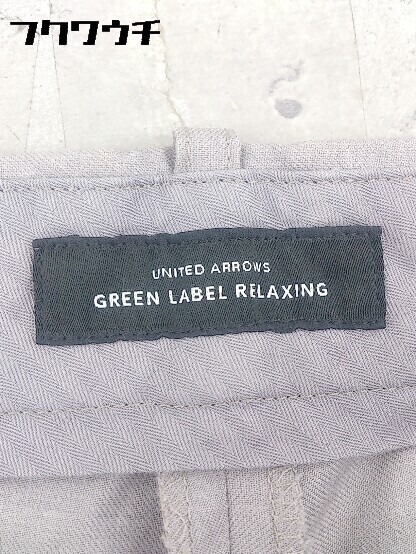 フクワウチ
UNITED ARROWS
GREEN LABEL RELAXING